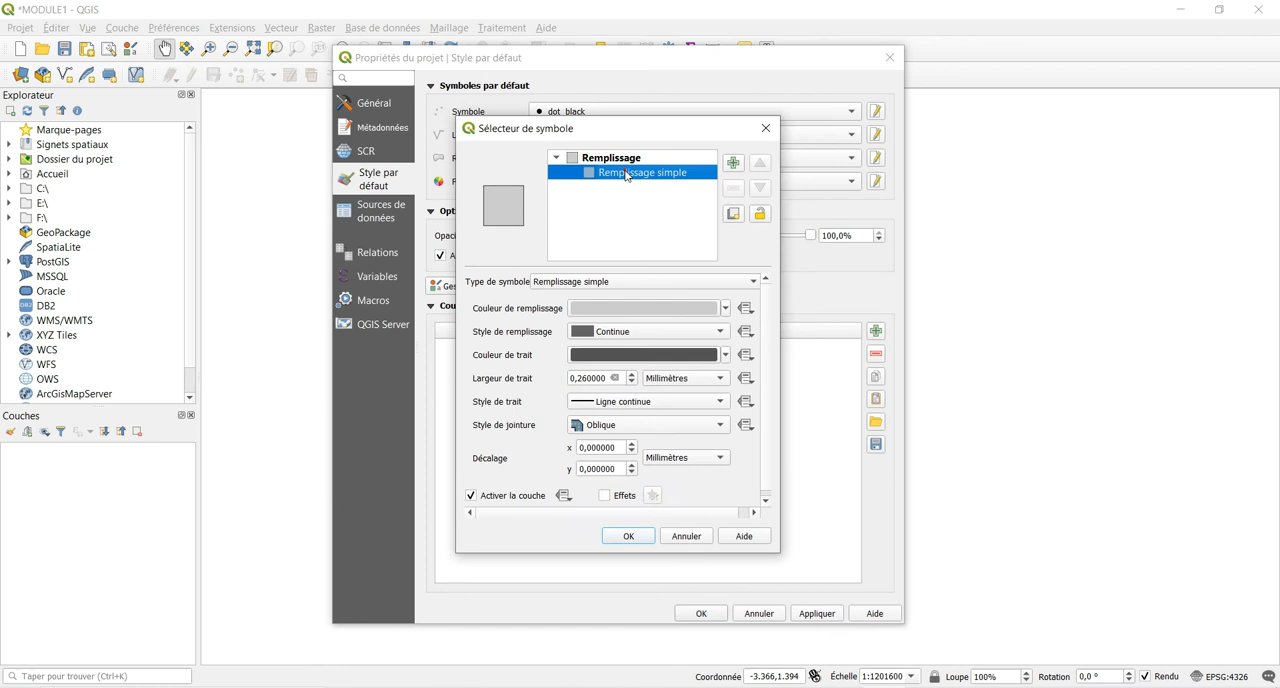 *MODULE1 - QGIS
Projet Éditer Vue Couche Préférences Extensions Vecteur Raster Base de données Maillage Traitement Aide
Propriétés du projet | Style par défaut
Explorateur
Marque-pages
Signets spatiaux
Dossier du projet
Accueil
C:\
E:\
F:\
GeoPackage
SpatiaLite
PostGIS
MSSQL
Oracle
DB2
WMS/WMTS
XYZ Tiles
WCS
WFS
OWS
ArcGisMapServer
Couches
Général
Métadonnées
SCR
Style par
défaut
Sources de
données
Relations
Variables
Macros
QGIS Server
Symboles par défaut
Symbole
dot black
Sélecteur de symbole
Remplissage
Remplissage simple
100,0%
Type de symbole Remplissage simple
Couleur de remplissage
Style de remplissage Continue
Couleur de trait
Largeur de trait 0,260000 Millimètres
Style de trait Ligne continue
Style de jointure Oblique
Décalage x 0,000000 Millimètres
y 0,000000
Activer la couche Effets
OK Annuler Aide
OK Annuler Appliquer Aide
Taper pour trouver (Ctrl+K)
Coordonnée -3.366,1.394 Échelle 1:1201600 Loupe 100% Rotation 0,0 ° Rendu EPSG:4326